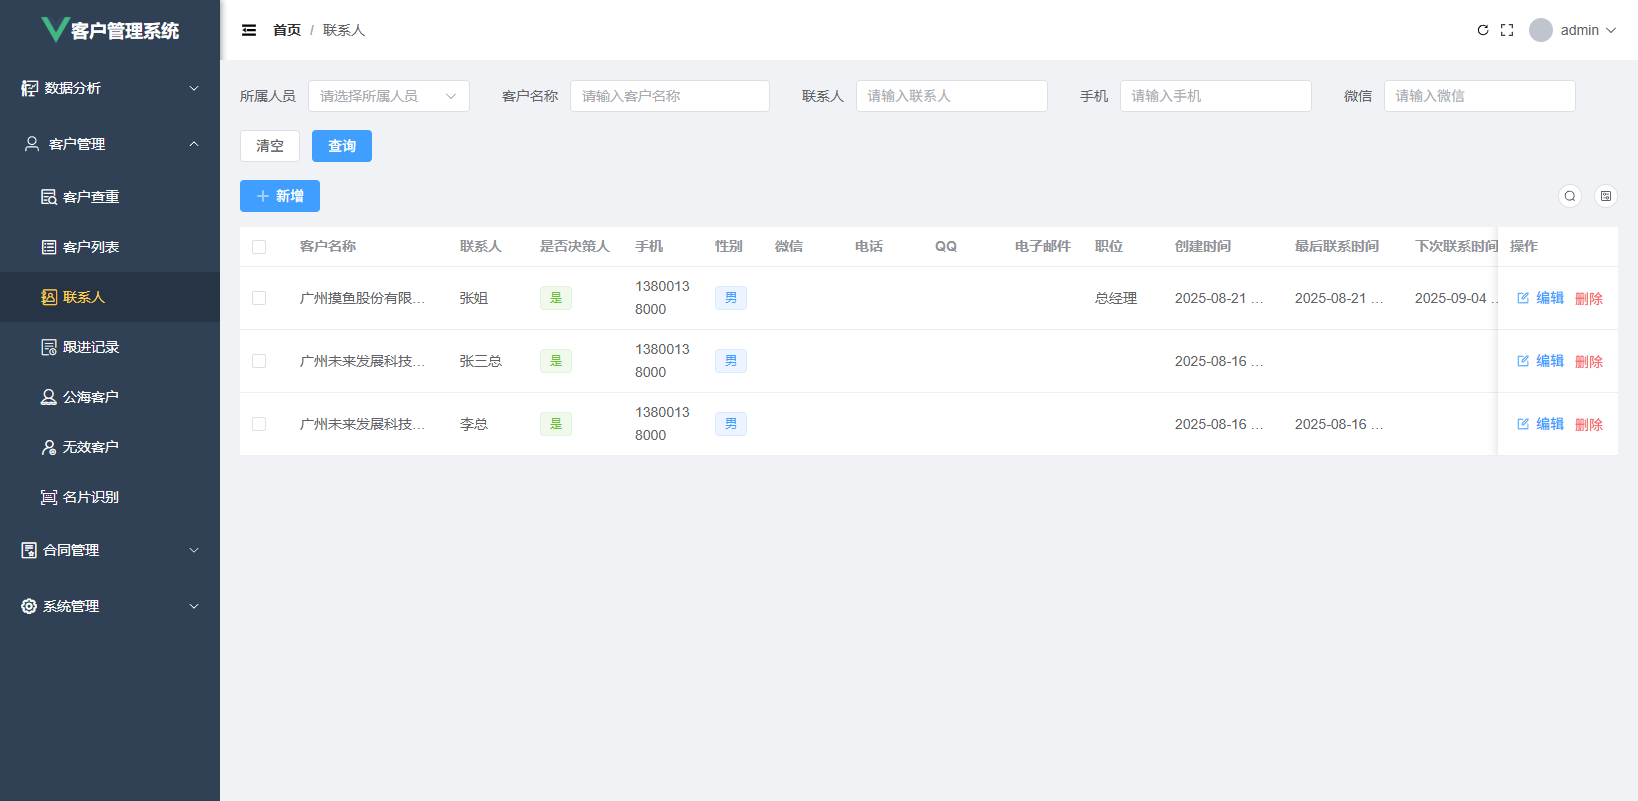 客户管理系统
数据分析
客户管理
客户查重
客户列表
联系人
跟进记录
公海客户
无效客户
名片识别
合同管理
系统管理
首页 / 联系人
admin
所属人员 请选择所属人员 客户名称 请输入客户名称 联系人 请输入联系人 手机 请输入手机 微信 请输入微信
清空 查询
新增
客户名称 联系人 是否决策人 手机 性别 微信 电话 QQ 电子邮件 职位 创建时间 最后联系时间 下次联系时间 操作
广州摸鱼股份有限... 张姐 是 1380013 男 总经理 2025-08-21 ... 2025-08-21 ... 2025-09-04 .. 编辑 删除
8000
广州未来发展科技... 张三总 是 1380013 男 2025-08-16 ... 编辑 删除
8000
广州未来发展科技... 李总 是 1380013 男 2025-08-16 ... 2025-08-16 ... 编辑 删除
8000